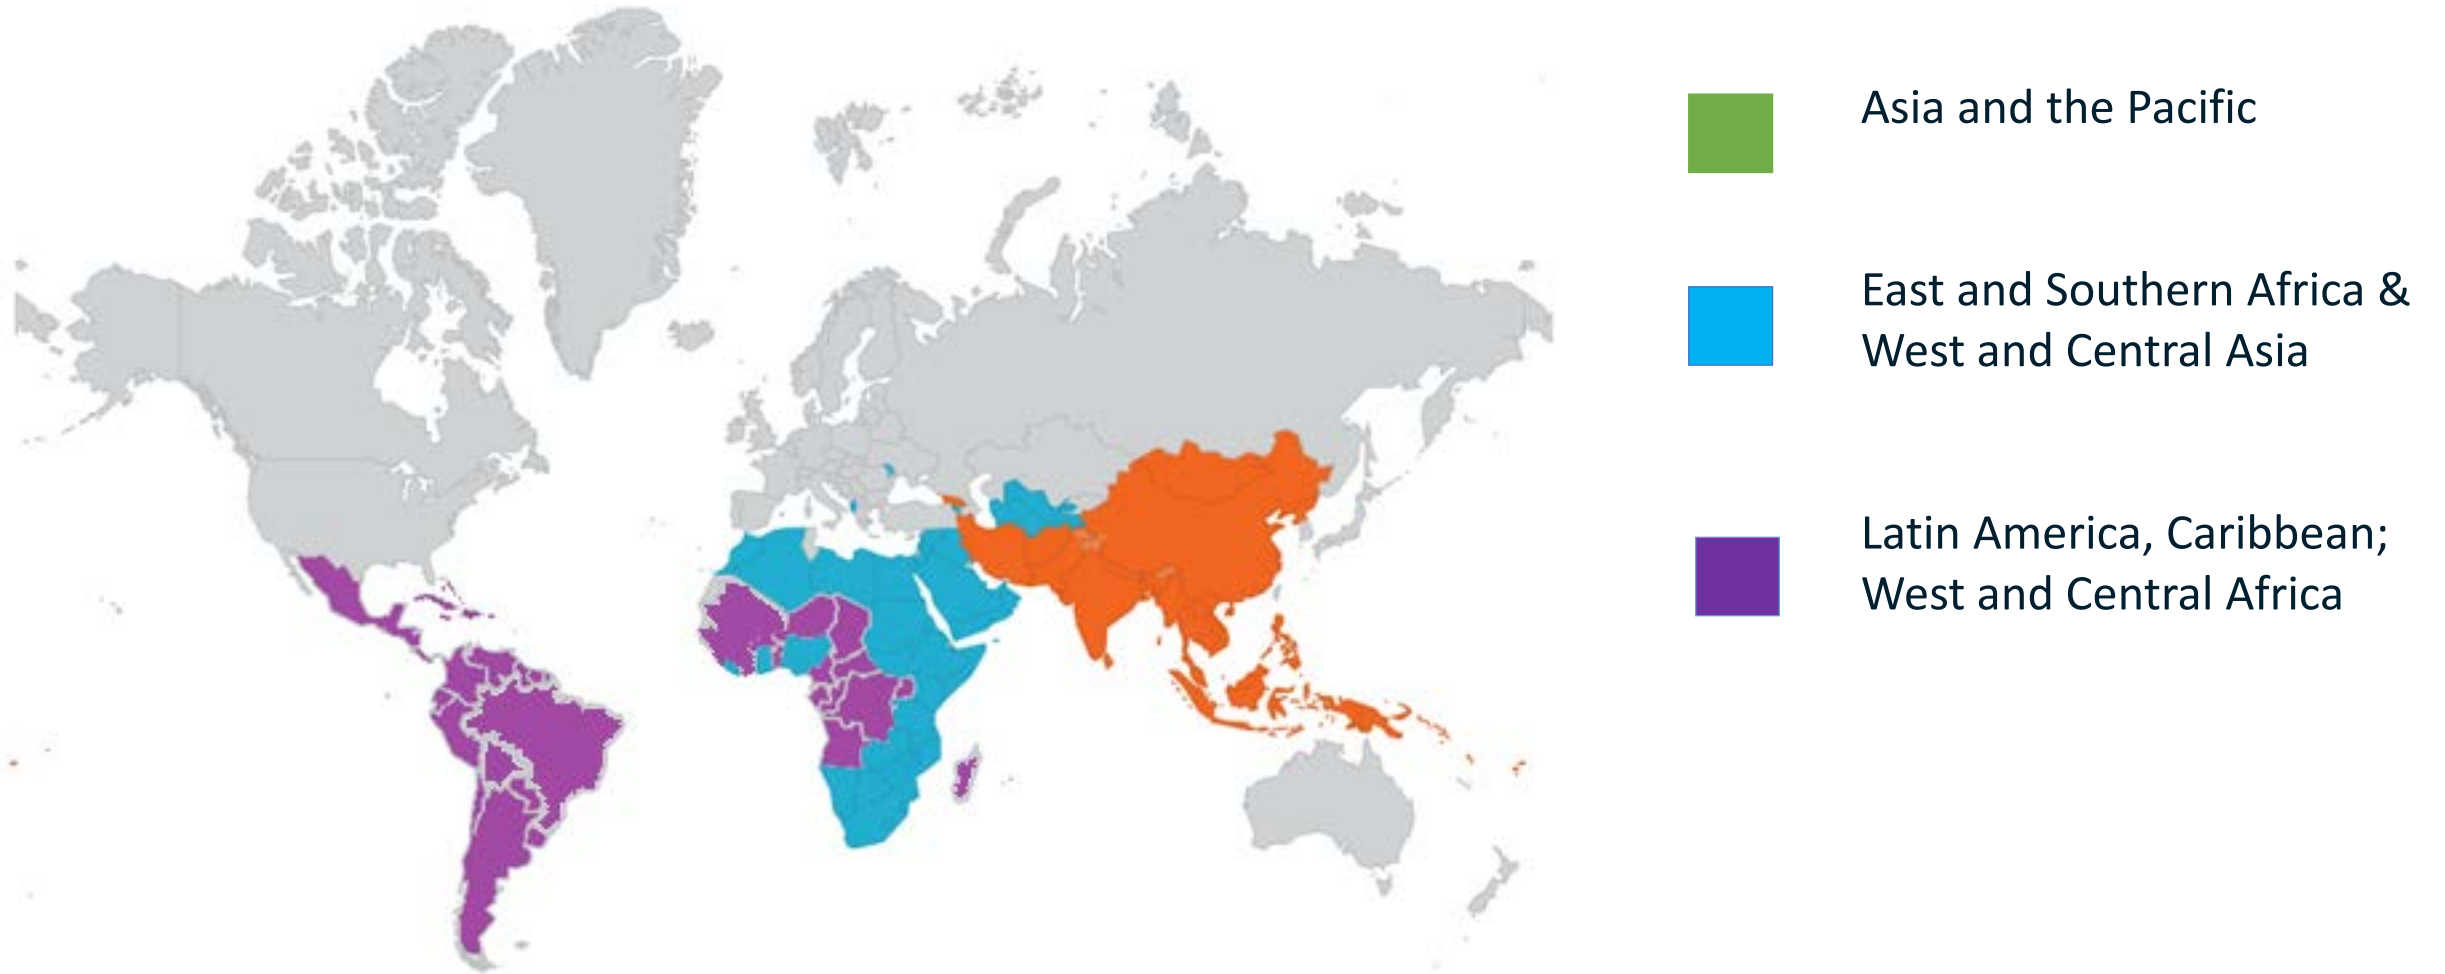 Asia and the Pacific
East and Southern Africa &
West and Central Asia
Latin America, Caribbean;
West and Central Africa